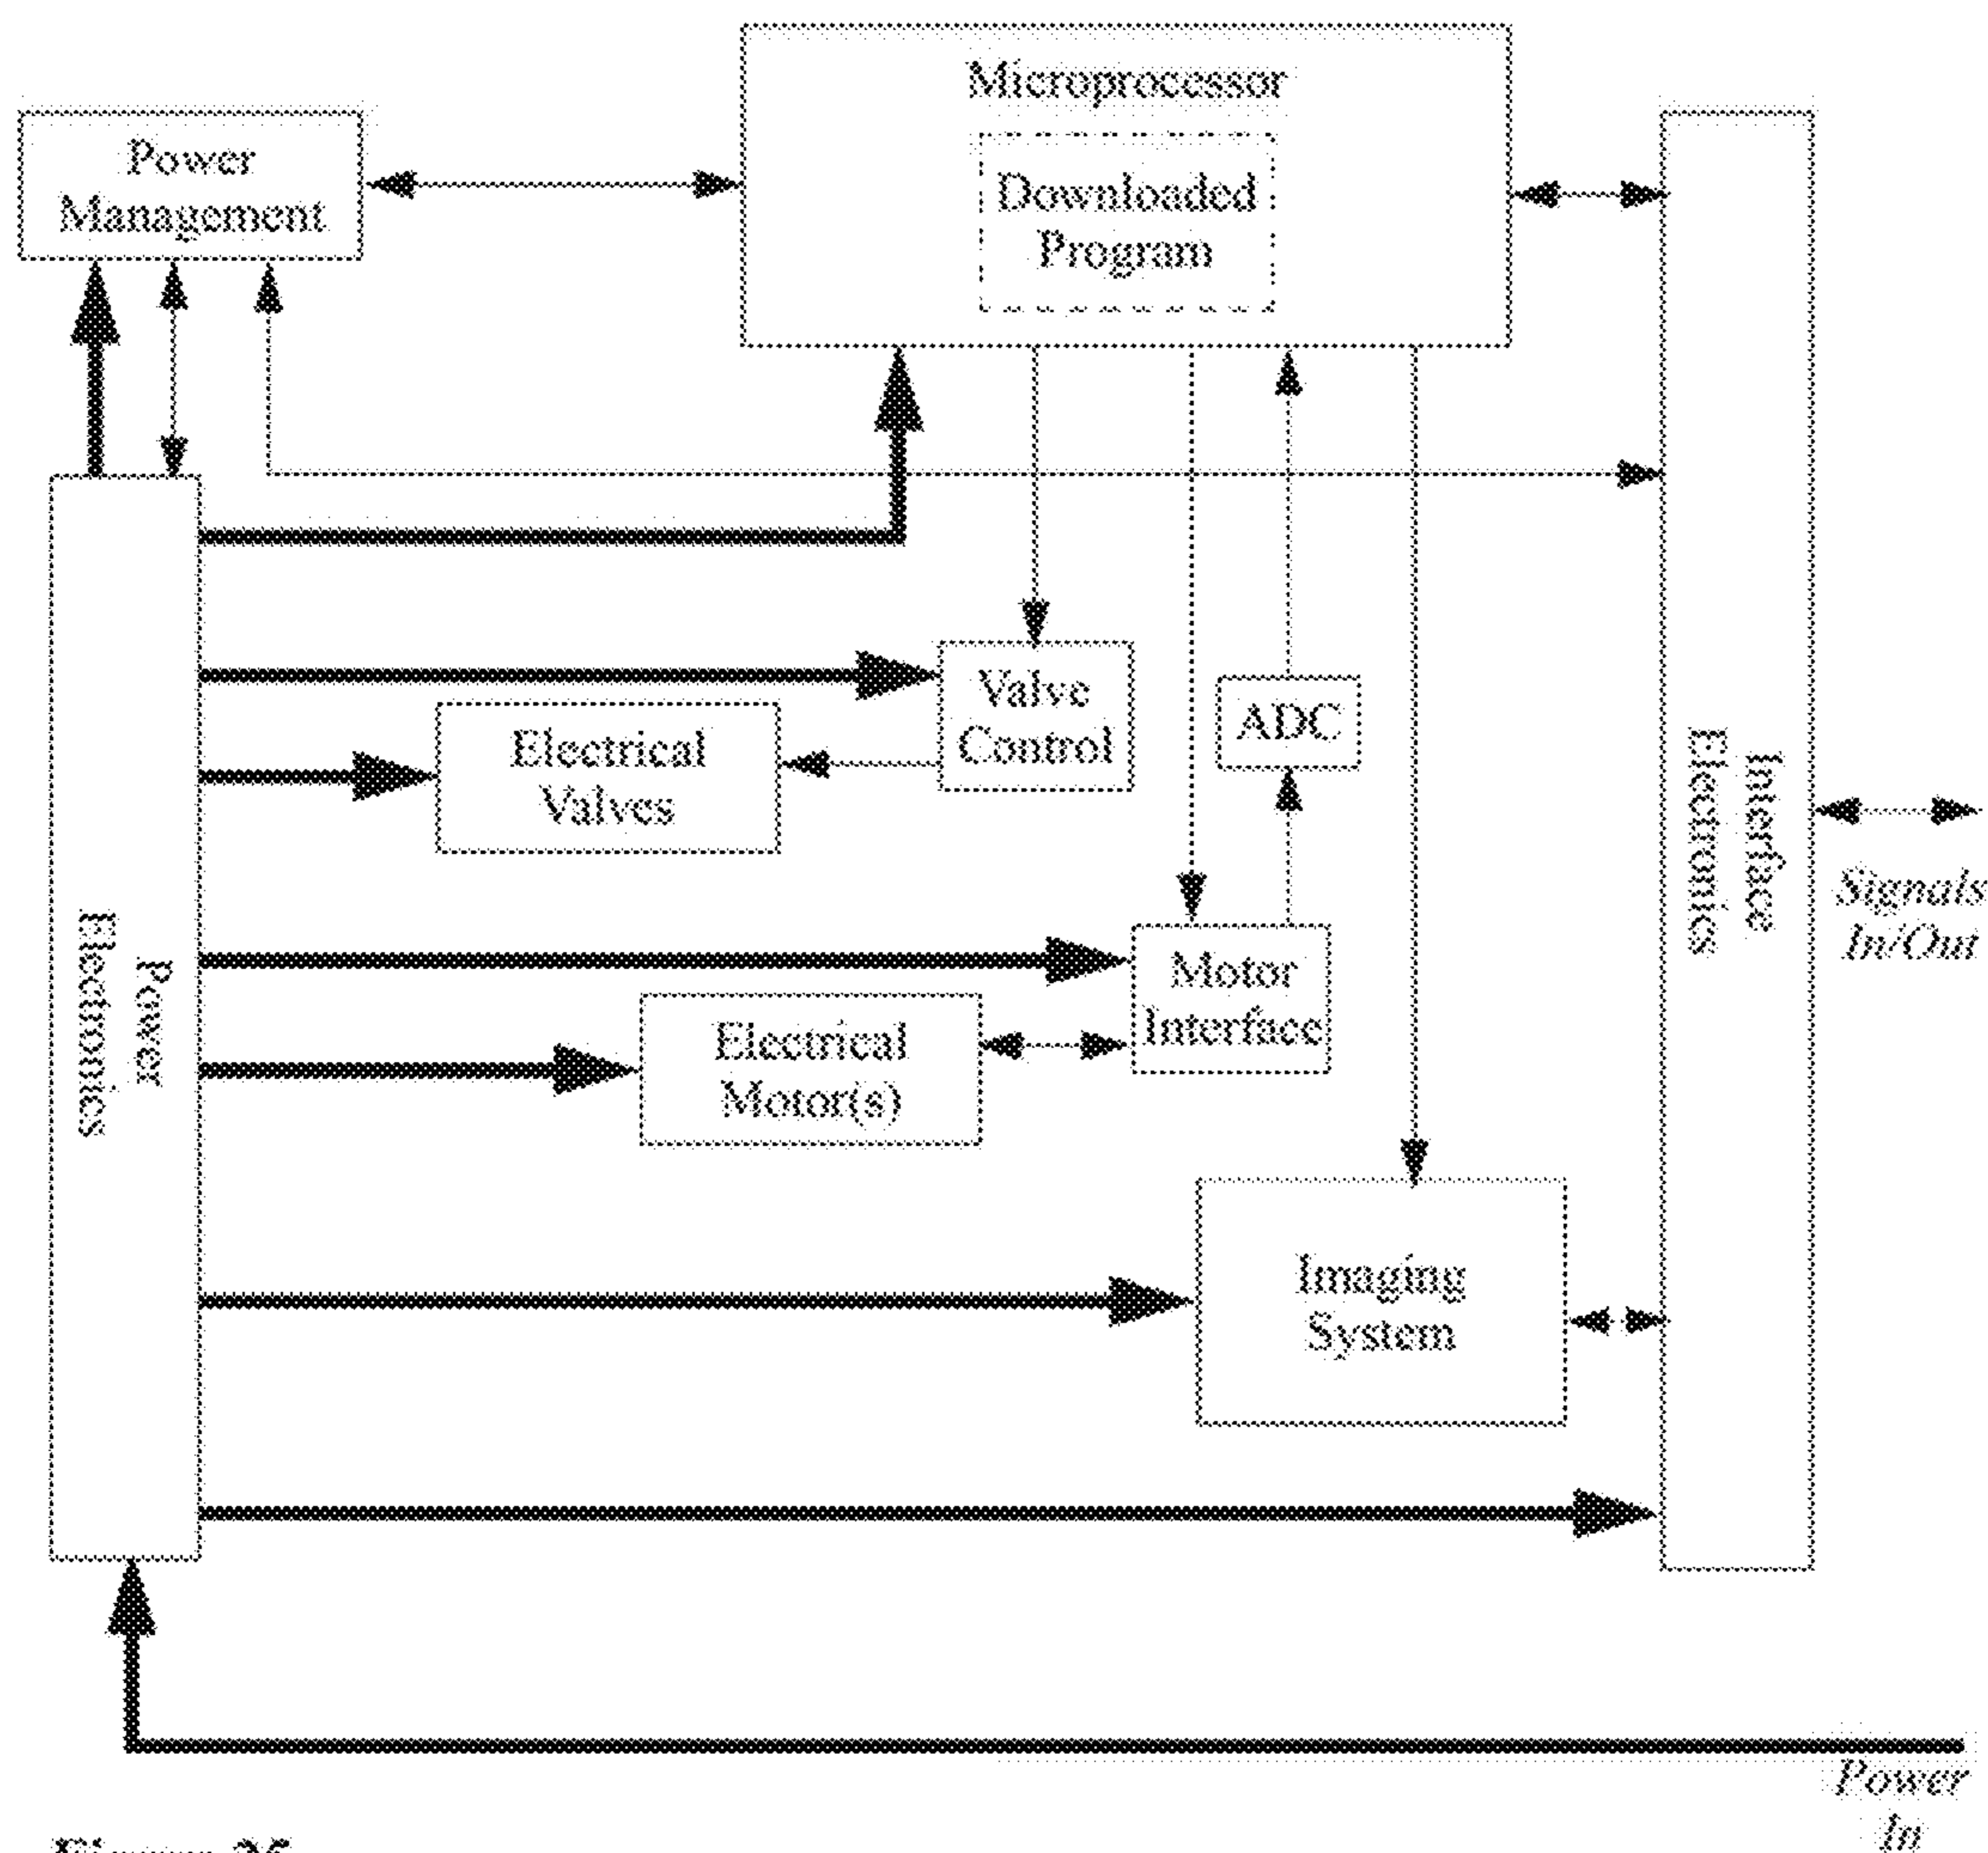 Microprocessor
Power
Management
Downloaded
Program
Valve
Control
ADC
Electrical
Valves
Interface
Electronics
Signals
In/Out
Power
Electronics
Motor
Interface
Electrical
Motor(s)
Imaging
System
Power
In